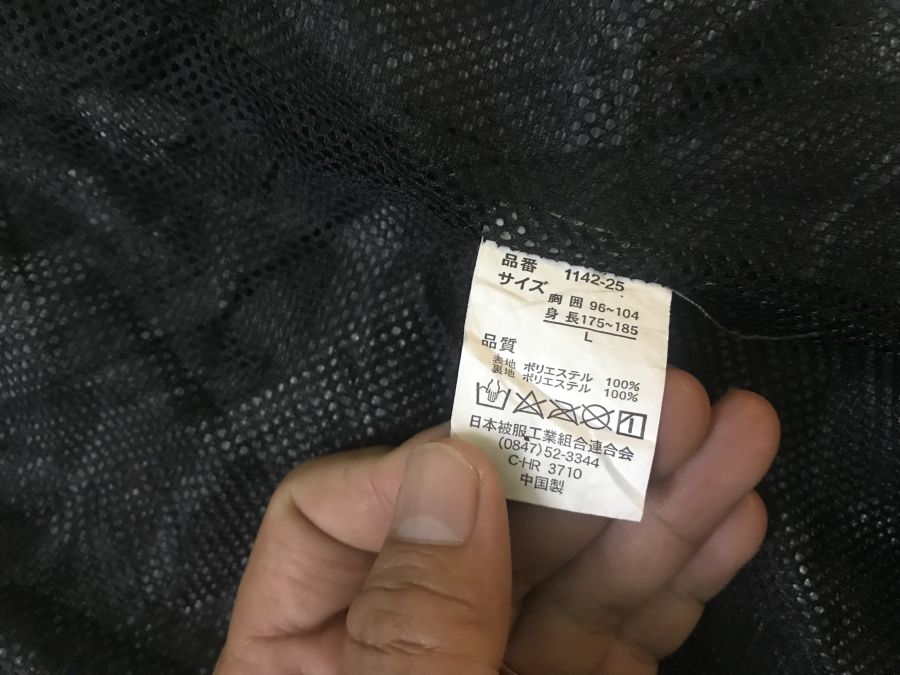 品番 1142-25
サイズ
胸囲 96~104
身長175~185
L
品質
表地 ポリエステル 100%
裏地 ポリエステル 100%
日本被服工業組合連合会
(0847)52-3344
C-HR 3710
中国製